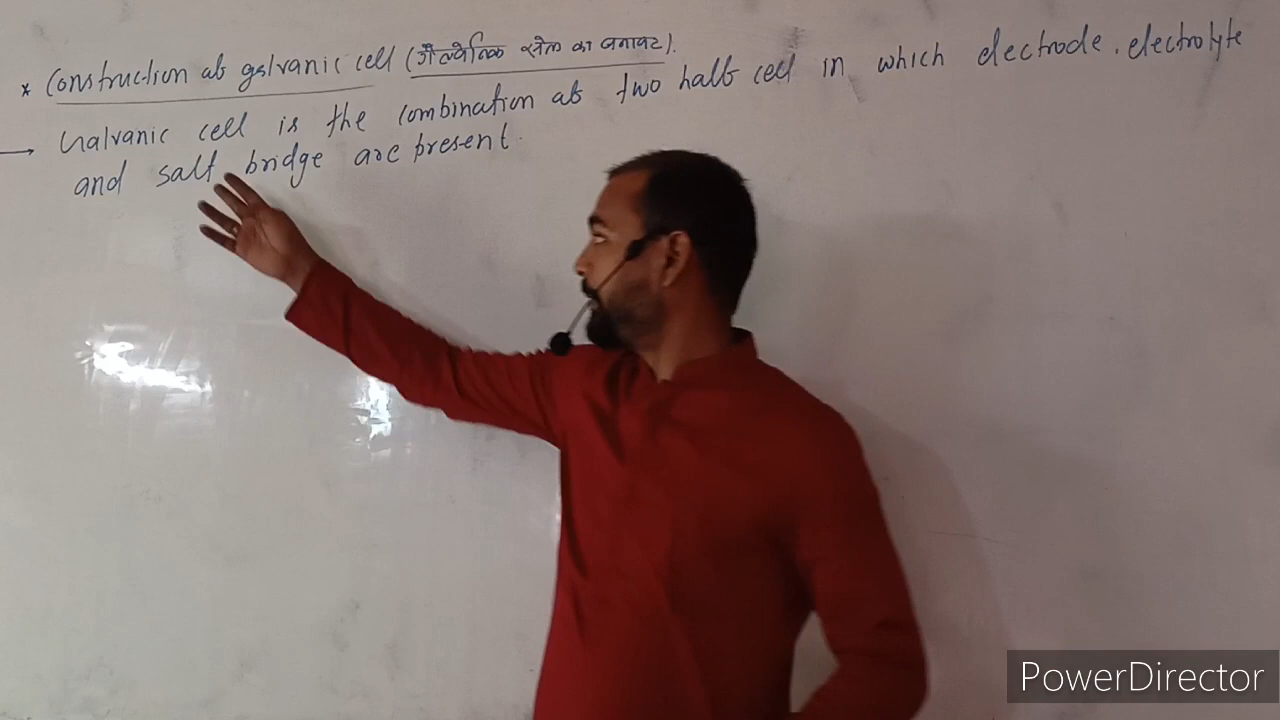 * Construction of galvanic cell (गैल्वेनिक सेल का बनावट).
→ Galvanic cell is the combination of two half cell in which electrode, electrolyte
and salt bridge are present.
PowerDirector